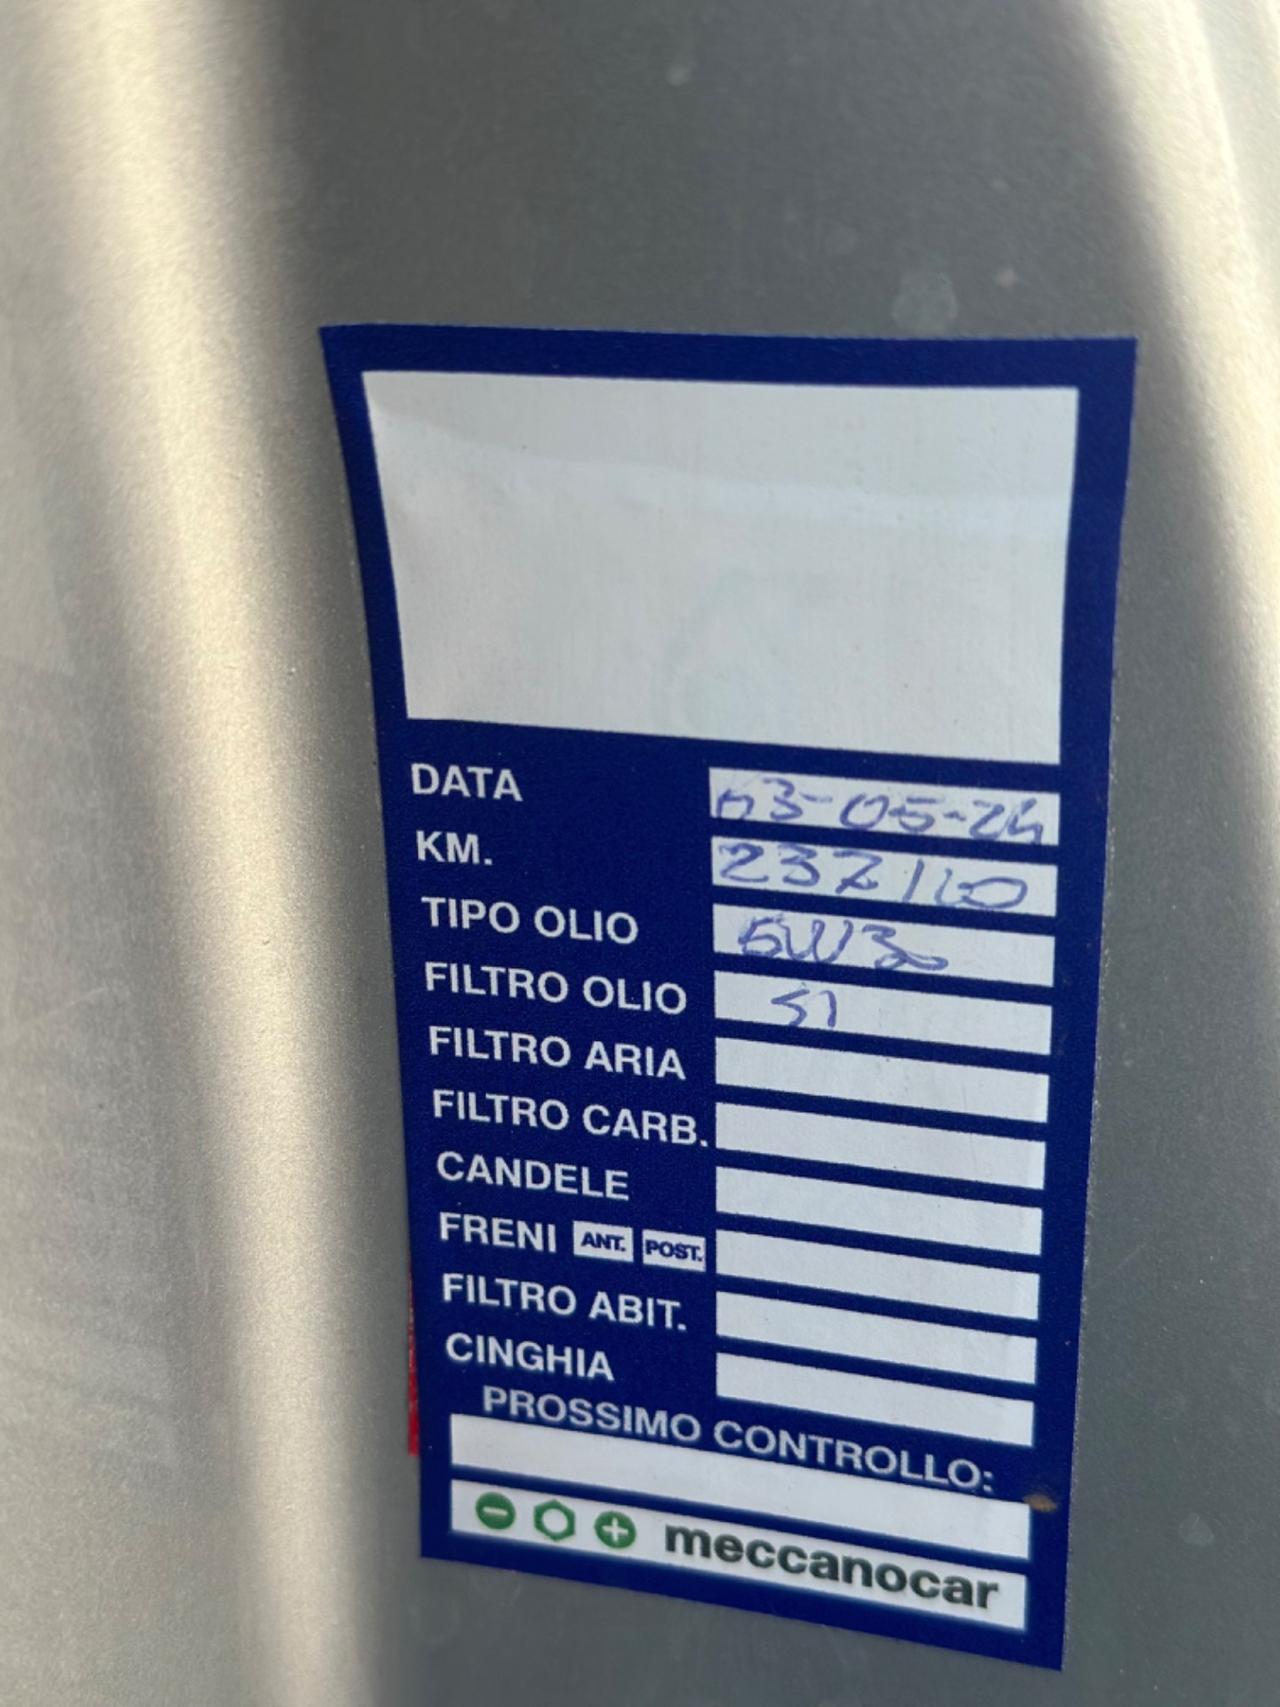 DATA 03-05-24
KM. 237110
TIPO OLIO 5W30
FILTRO OLIO SI
FILTRO ARIA
FILTRO CARB.
CANDELE
FRENI ANT. POST.
FILTRO ABIT.
CINGHIA
PROSSIMO CONTROLLO:
meccanocar